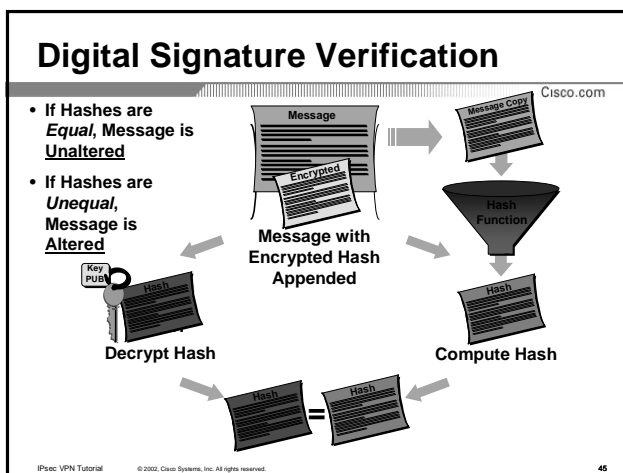 Digital Signature Verification
Cisco.com
• If Hashes are
Equal, Message is
Unaltered
• If Hashes are
Unequal,
Message is
Altered
Message
Encrypted
Message with
Encrypted Hash
Appended
Message Copy
Hash
Function
Key
PUB
Hash
Decrypt Hash
Hash
Compute Hash
Hash
=
Hash
IPsec VPN Tutorial
© 2002, Cisco Systems, Inc. All rights reserved.
45